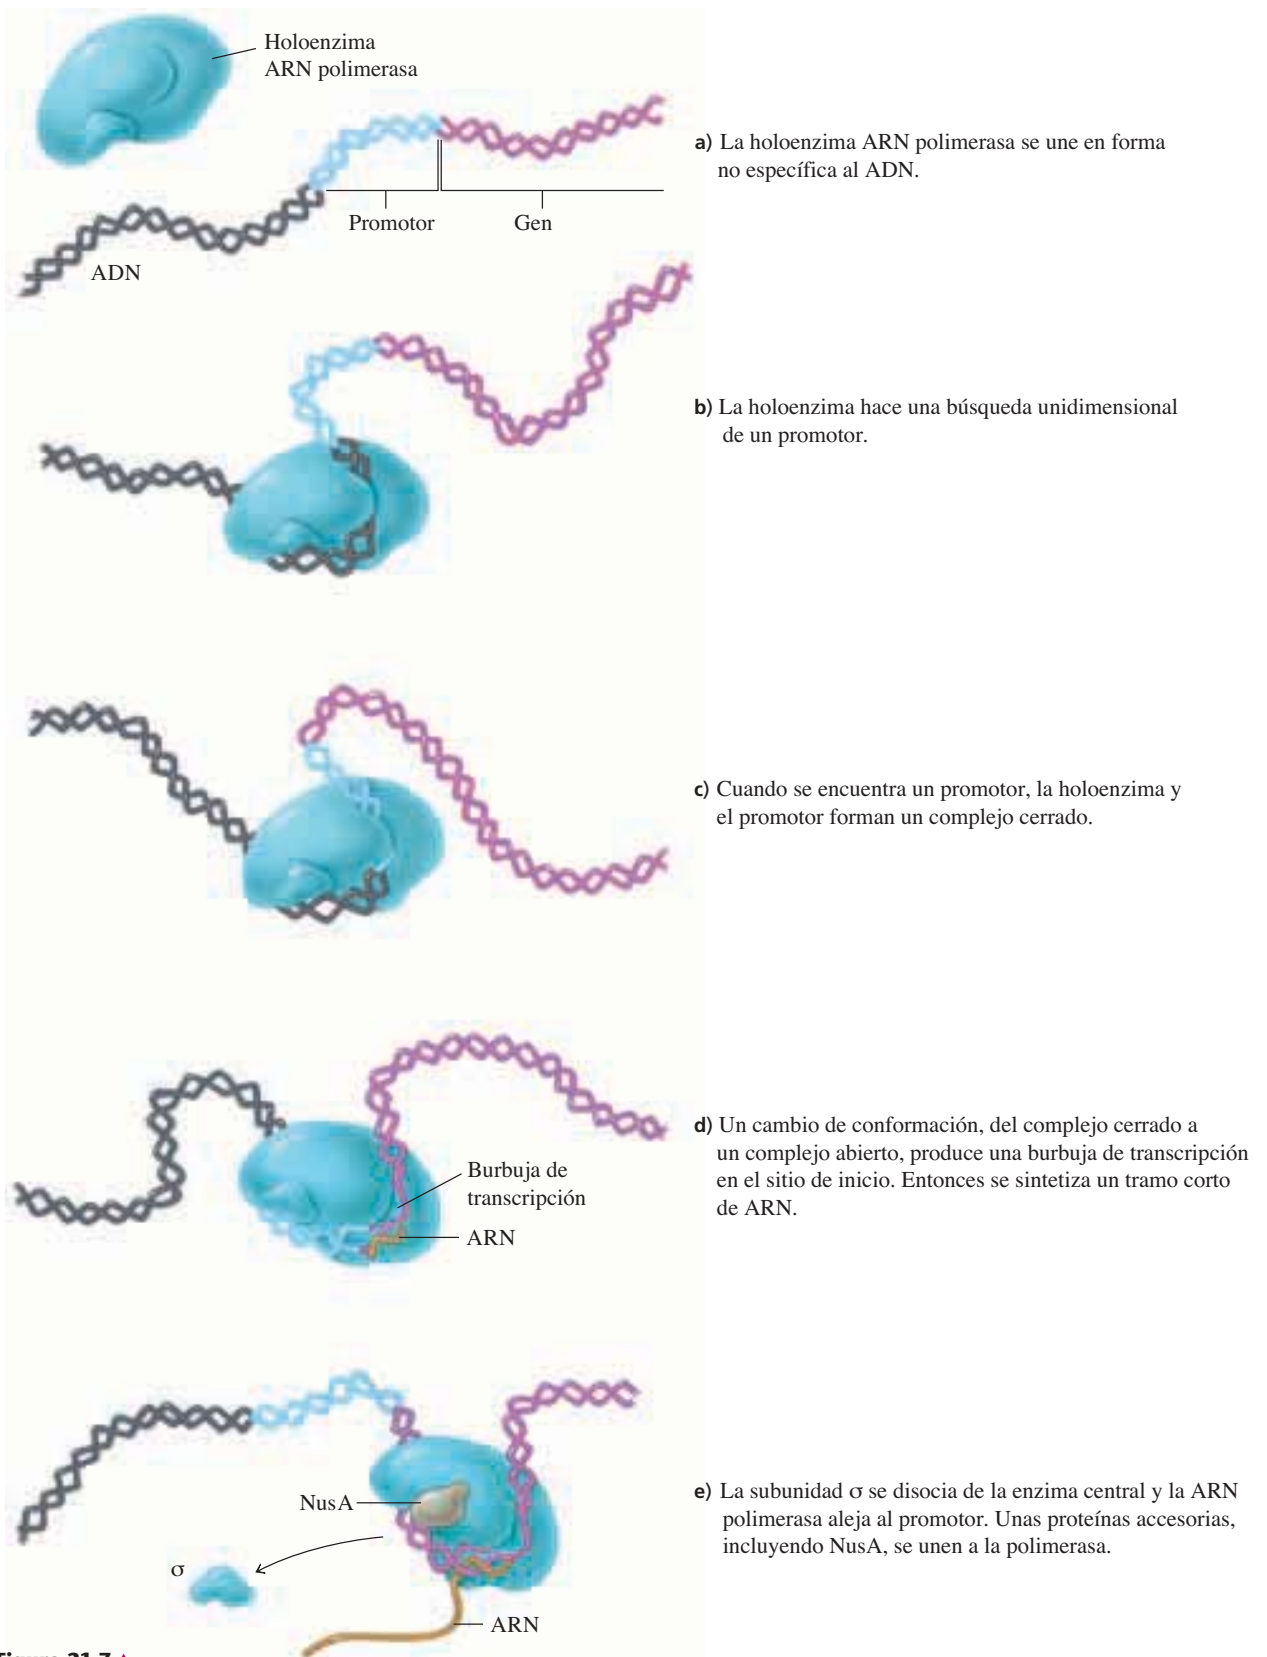 Holoenzima
ARN polimerasa
a) La holoenzima ARN polimerasa se une en forma
no específica al ADN.
Promotor
Gen
ADN
b) La holoenzima hace una búsqueda unidimensional
de un promotor.
c) Cuando se encuentra un promotor, la holoenzima y
el promotor forman un complejo cerrado.
d) Un cambio de conformación, del complejo cerrado a
un complejo abierto, produce una burbuja de transcripción
en el sitio de inicio. Entonces se sintetiza un tramo corto
de ARN.
Burbuja de
transcripción
ARN
e) La subunidad σ se disocia de la enzima central y la ARN
polimerasa aleja al promotor. Unas proteínas accesorias,
incluyendo NusA, se unen a la polimerasa.
NusA
σ
ARN